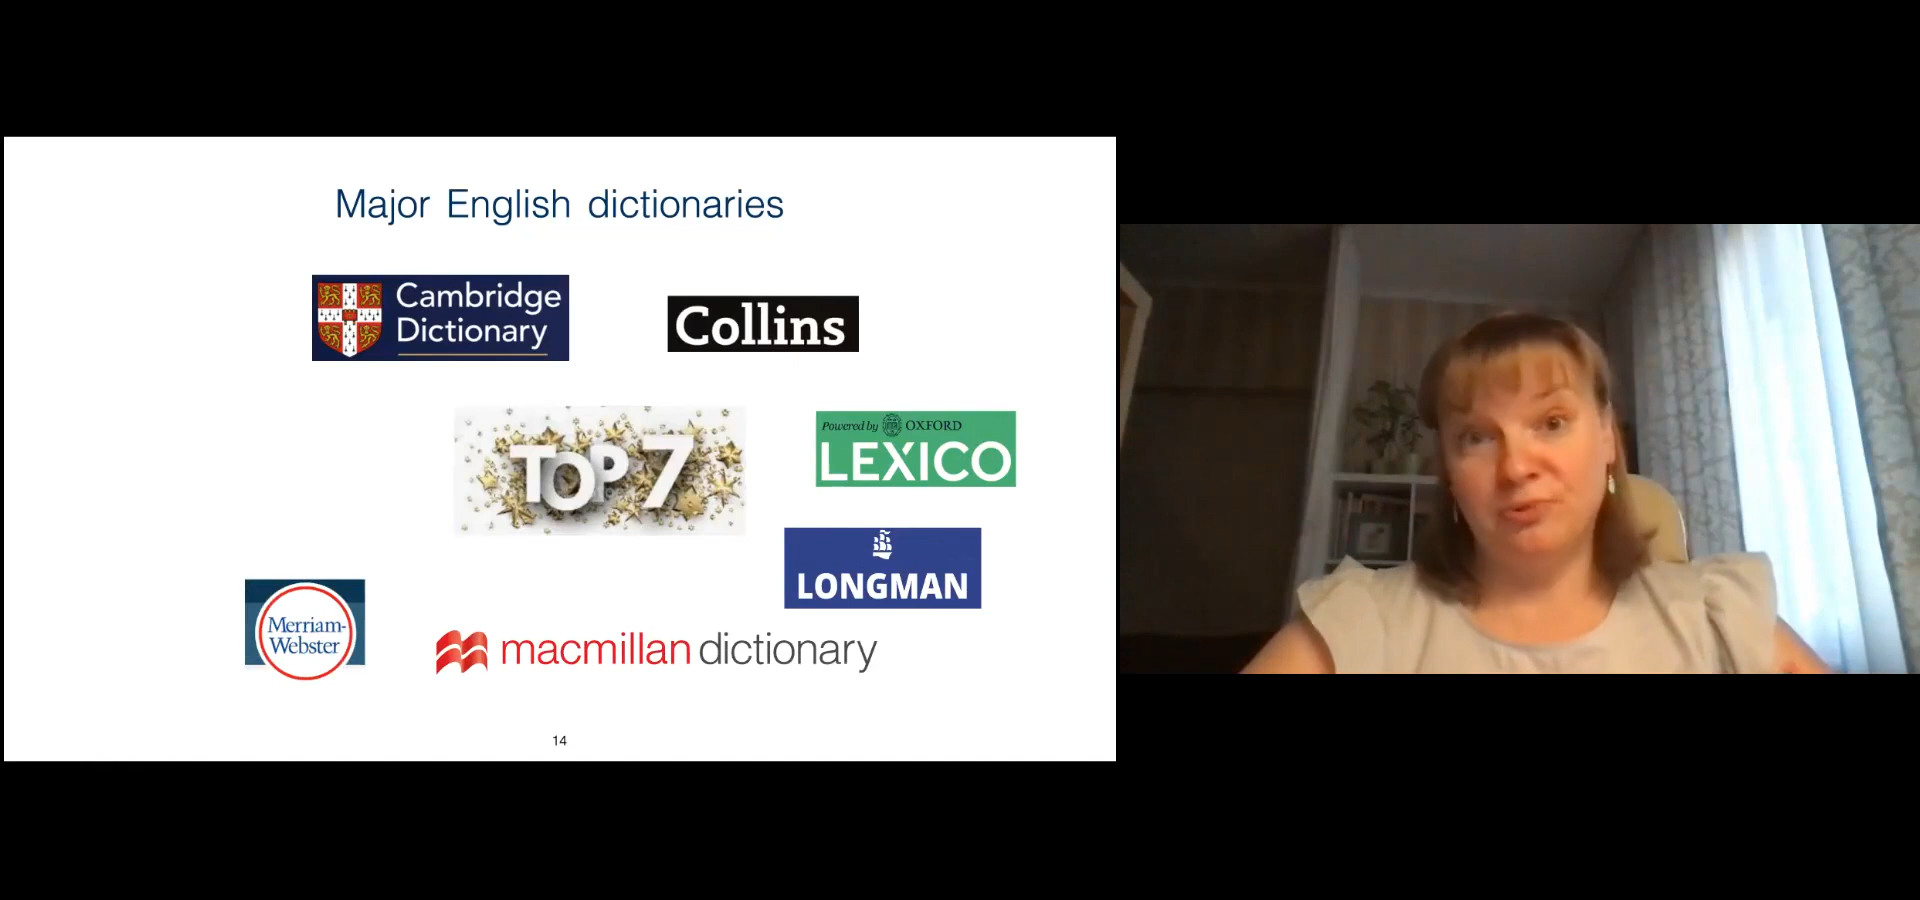 Major English dictionaries
Cambridge
Dictionary
Collins
TOP 7
Powered by OXFORD
LEXICO
LONGMAN
Merriam-
Webster
macmillan dictionary
14